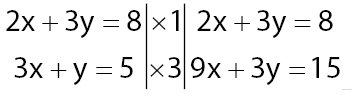 2x + 3y = 8 |×1| 2x + 3y = 8
3x + y = 5 |×3| 9x + 3y = 15